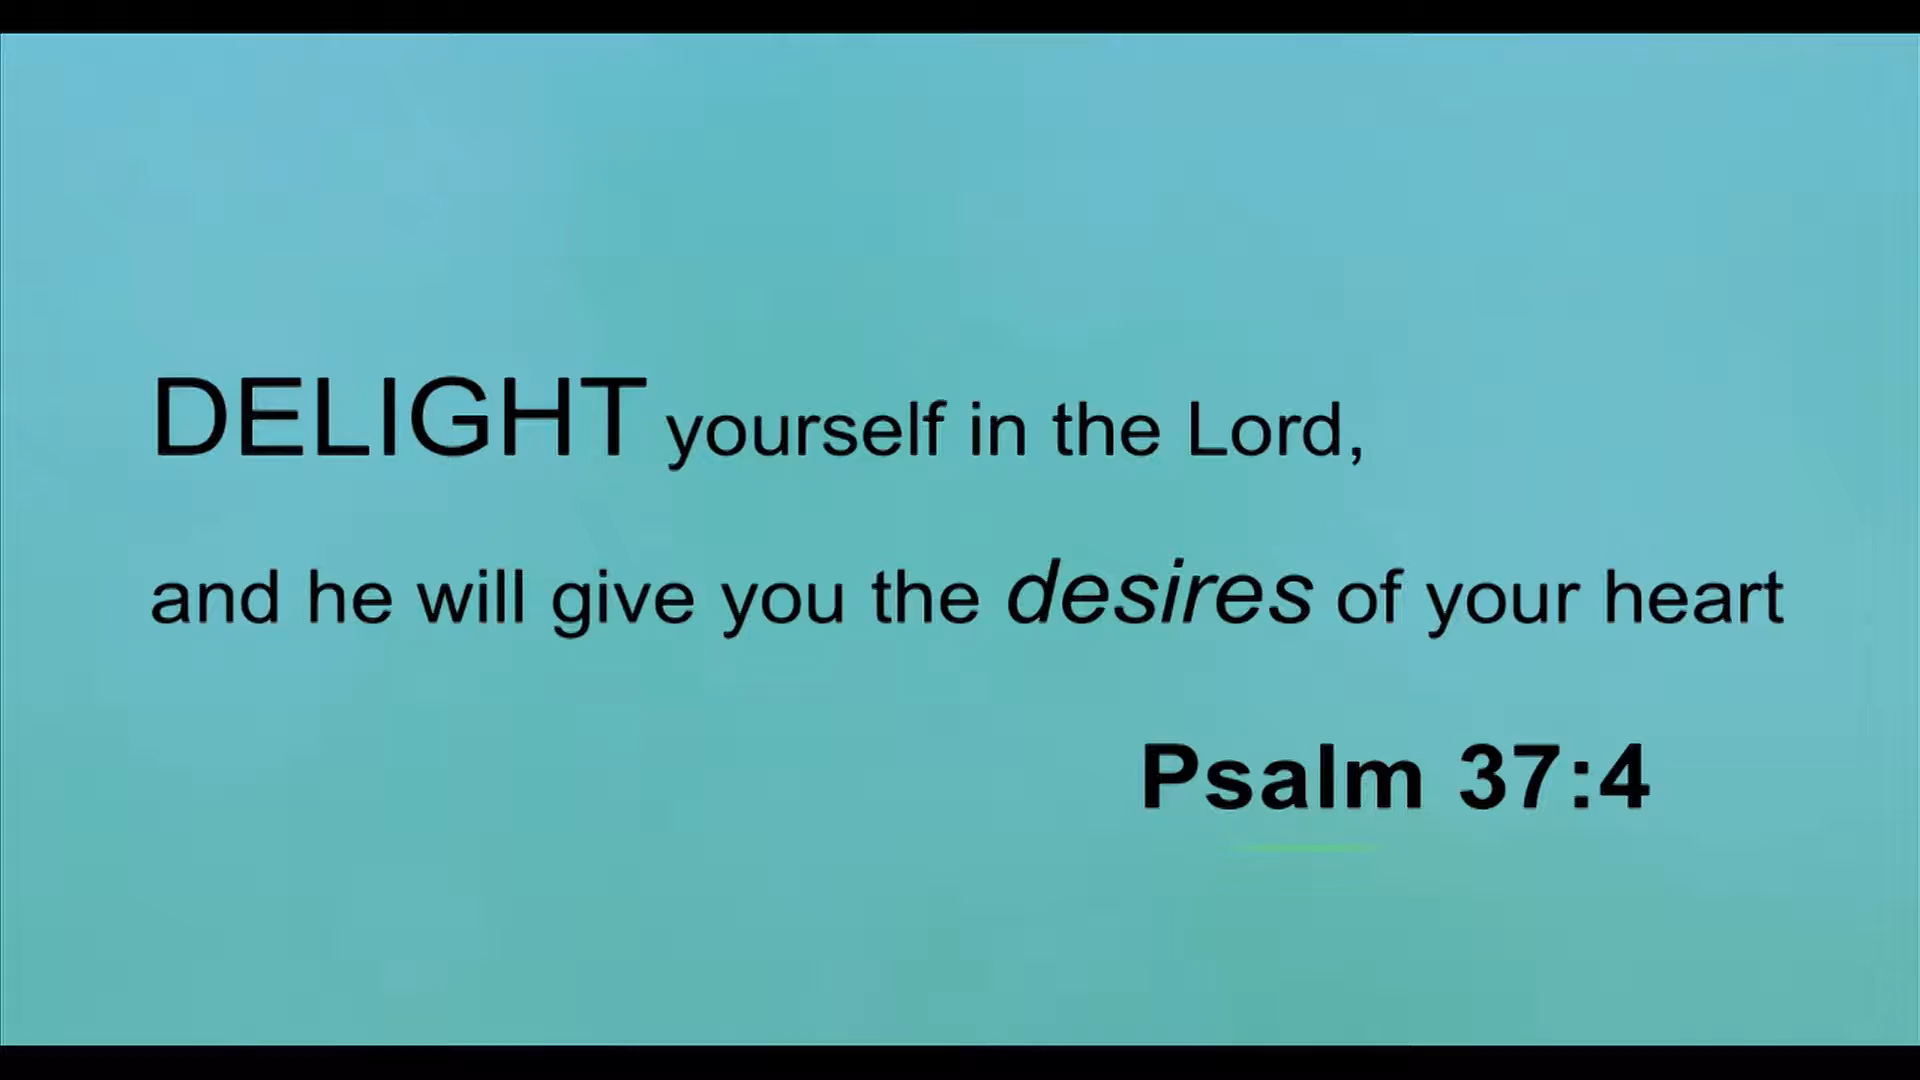 DELIGHT yourself in the Lord,
and he will give you the desires of your heart
Psalm 37:4